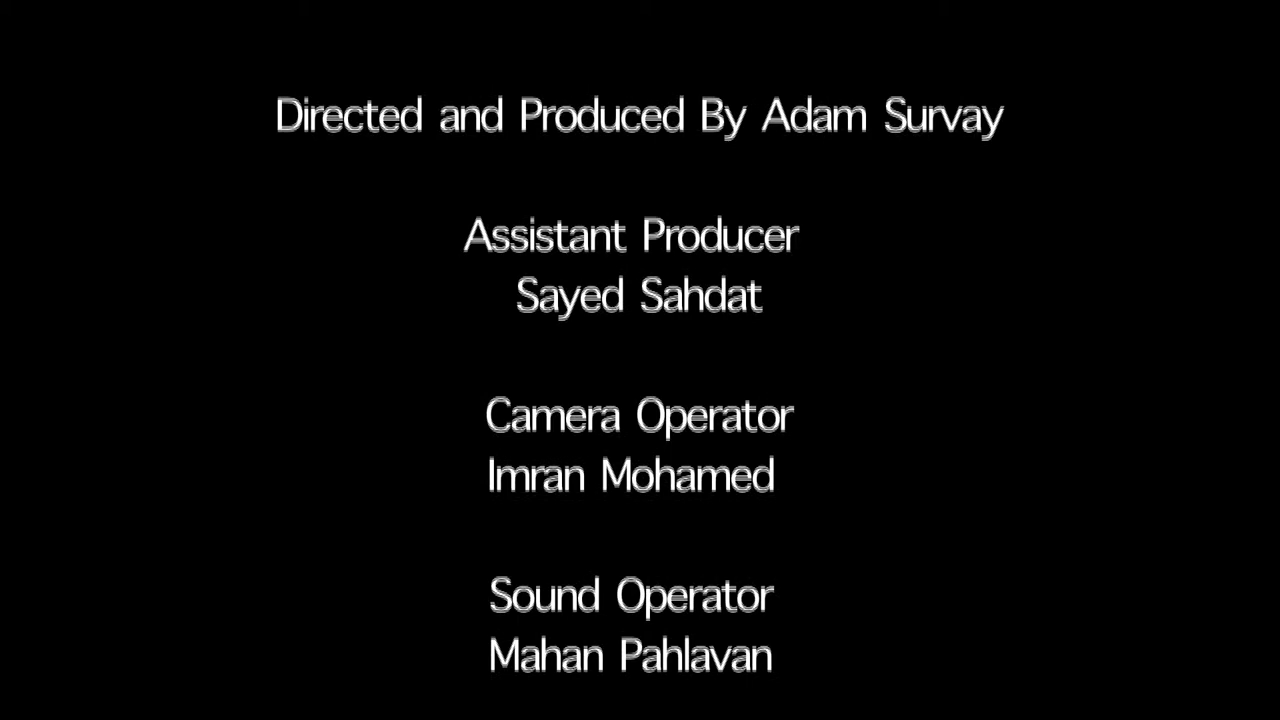 Directed and Produced By Adam Survay
Assistant Producer
Sayed Sahdat
Camera Operator
Imran Mohamed
Sound Operator
Mahan Pahlavan